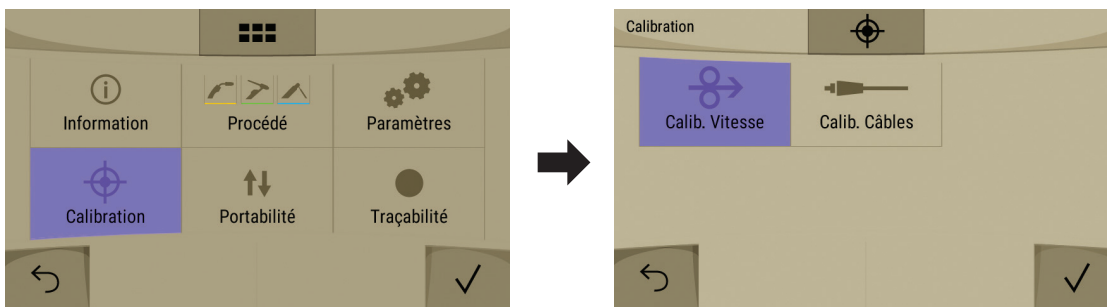 Information
Procédé
Paramètres
Calibration
Portabilité
Traçabilité
Calibration
Calib. Vitesse
Calib. Câbles